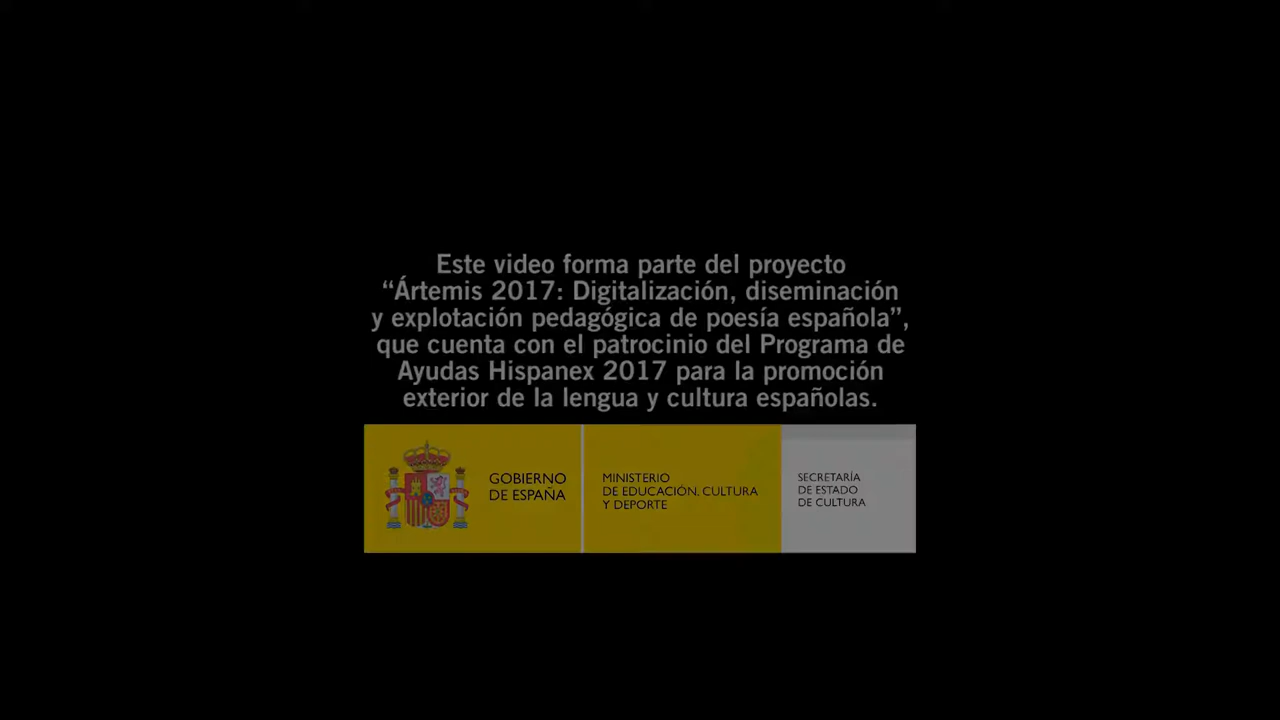 Este video forma parte del proyecto
“Ártemis 2017: Digitalización, diseminación
y explotación pedagógica de poesía española”,
que cuenta con el patrocinio del Programa de
Ayudas Hispanex 2017 para la promoción
exterior de la lengua y cultura españolas.
GOBIERNO
DE ESPAÑA
MINISTERIO
DE EDUCACIÓN, CULTURA
Y DEPORTE
SECRETARÍA
DE ESTADO
DE CULTURA